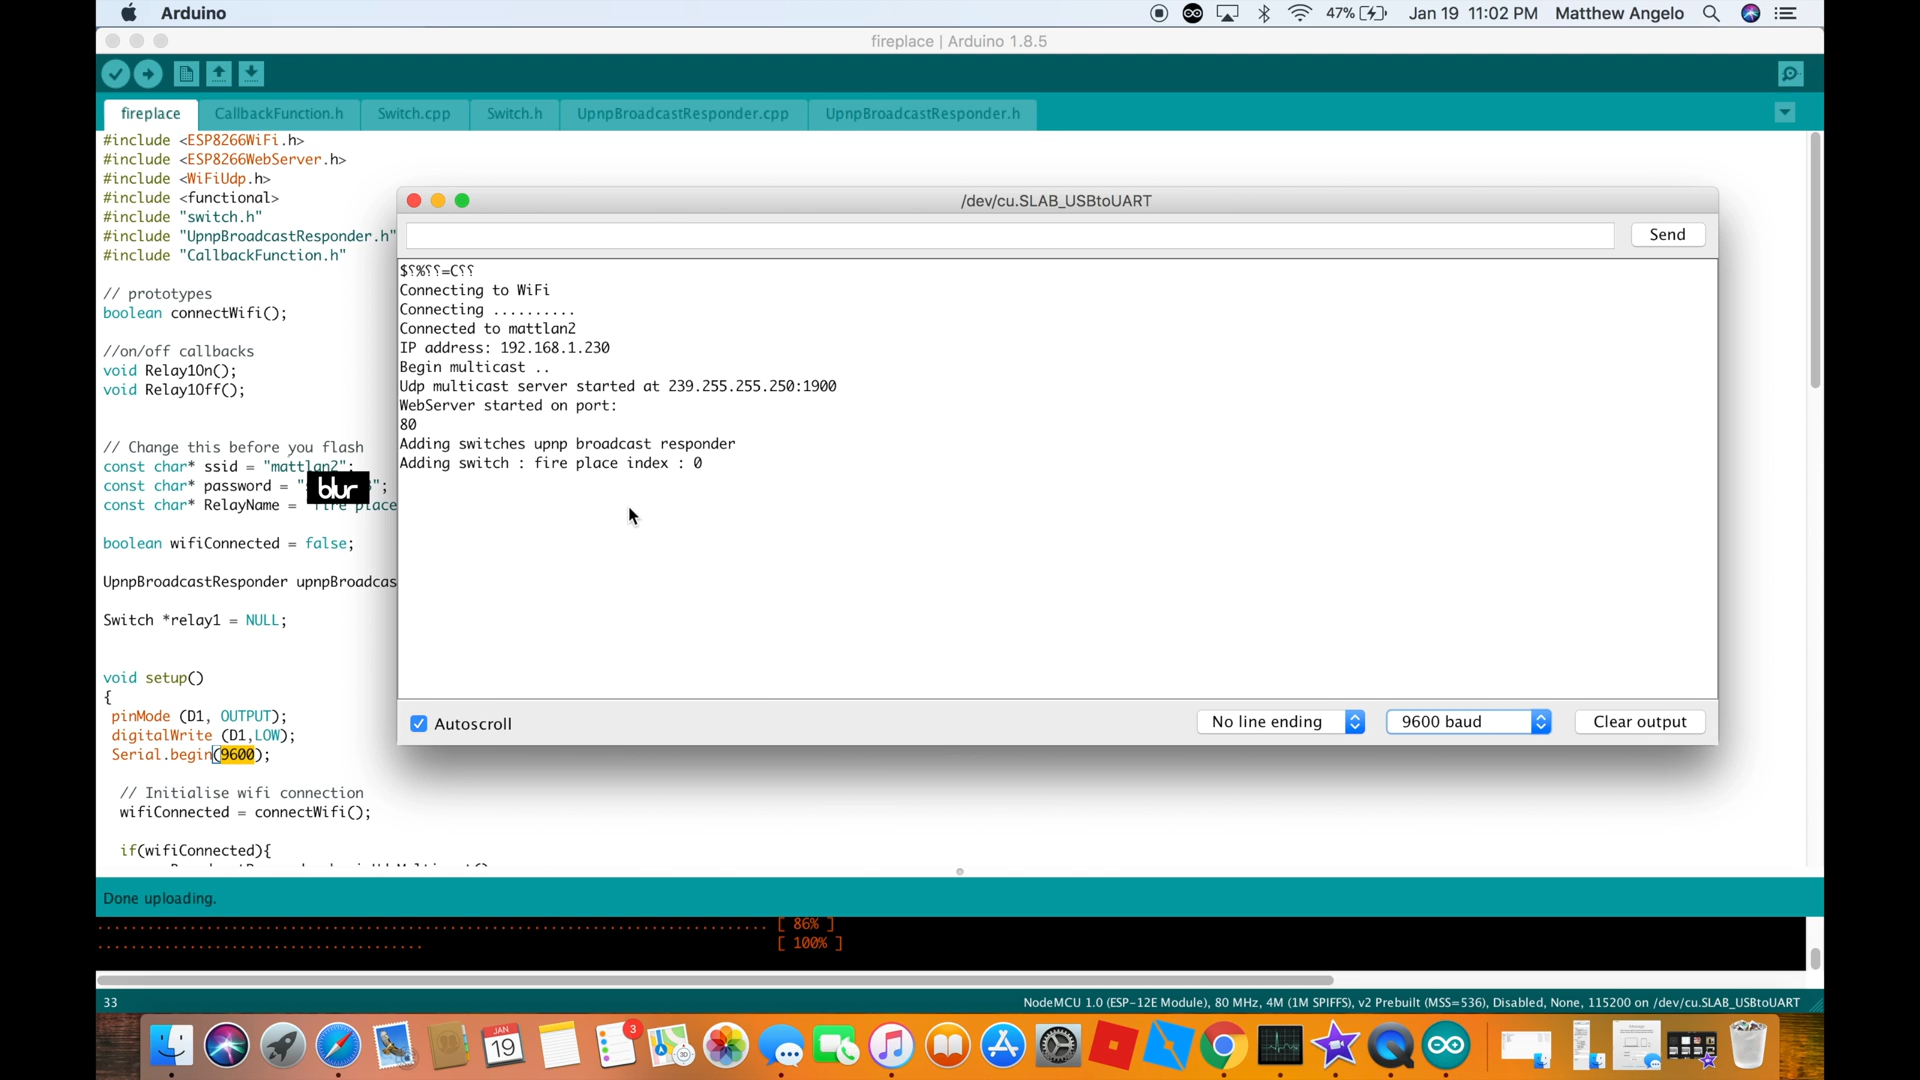 Arduino
47%
Jan 19 11:02 PM
Matthew Angelo
fireplace | Arduino 1.8.5
fireplace
CallbackFunction.h
Switch.cpp
Switch.h
UpnpBroadcastResponder.cpp
UpnpBroadcastResponder.h
#include <ESP8266WiFi.h>
#include <ESP8266WebServer.h>
#include <WiFiUdp.h>
#include <functional>
#include "switch.h"
#include "UpnpBroadcastResponder.h"
#include "CallbackFunction.h"
// prototypes
boolean connectWifi();
//on/off callbacks
void Relay1On();
void Relay1Off();
// Change this before you flash
const char* ssid = "mattlan2";
const char* password = "
blur
";
const char* RelayName = "fire place
boolean wifiConnected = false;
UpnpBroadcastResponder upnpBroadcas
Switch *relay1 = NULL;
void setup()
{
pinMode (D1, OUTPUT);
digitalWrite (D1,LOW);
Serial.begin(9600);
// Initialise wifi connection
wifiConnected = connectWifi();
if(wifiConnected){
/dev/cu.SLAB_USBtoUART
Send
$⸮%⸮⸮=C⸮⸮
Connecting to WiFi
Connecting ..........
Connected to mattlan2
IP address: 192.168.1.230
Begin multicast ..
Udp multicast server started at 239.255.255.250:1900
WebServer started on port:
80
Adding switches upnp broadcast responder
Adding switch : fire place index : 0
Autoscroll
No line ending
9600 baud
Clear output
Done uploading.
[ 86% ]
[ 100% ]
33
NodeMCU 1.0 (ESP-12E Module), 80 MHz, 4M (1M SPIFFS), v2 Prebuilt (MSS=536), Disabled, None, 115200 on /dev/cu.SLAB_USBtoUART
JAN
19
3